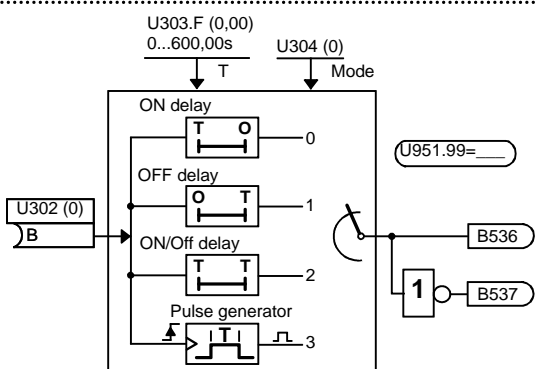 U303.F (0,00)
0...600,00s
U304 (0)
T
Mode
ON delay
T O
0
U951.99=___
OFF delay
O T
1
U302 (0)
B
B536
ON/Off delay
T T
2
1
B537
Pulse generator
T
3